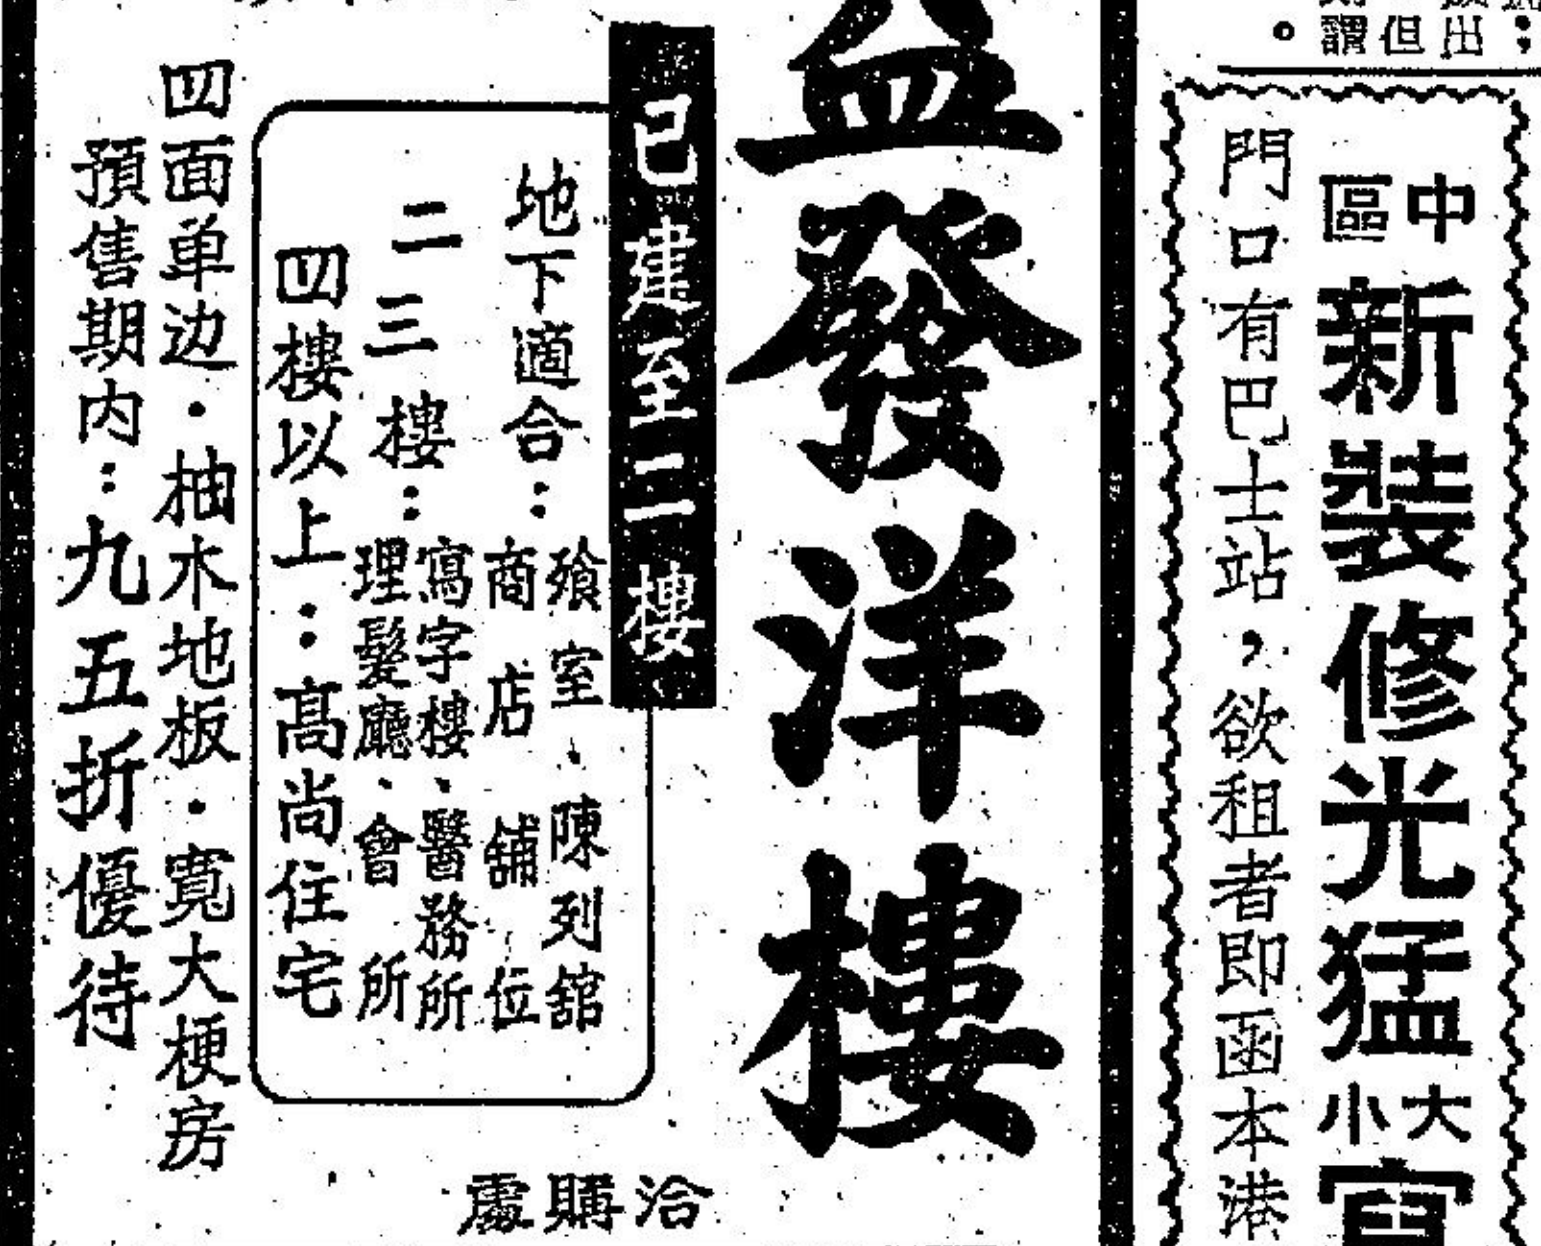 謂但出；
中區
新裝修光猛
大小
門口有巴士站，欲租者即函本港
益發洋樓
已建至二樓
地下適合：
飧室、陳列舘
商店舖位
二三樓：
寫字樓、醫務所
理髮廳、會所
四樓以上：高尚住宅
四面单边・柚木地板・寬大梗房
預售期内：九五折優待
洽購處